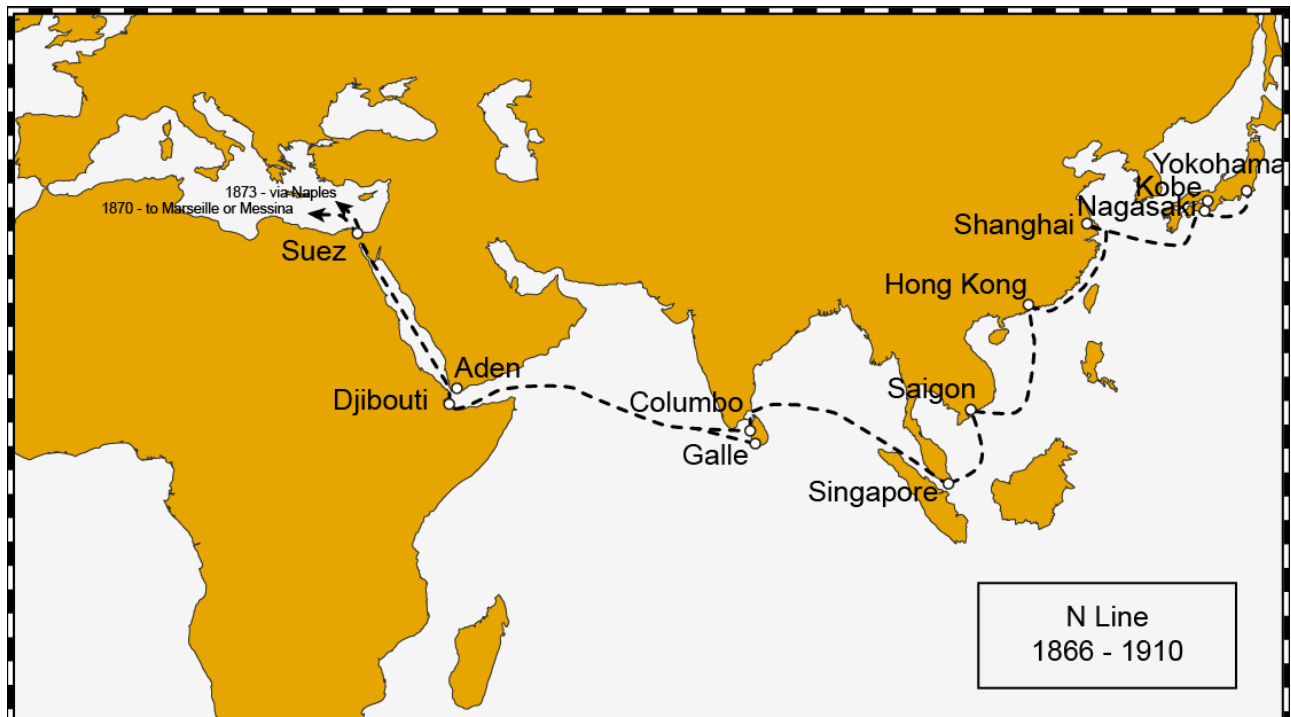 Yokohama
1873 - via Naples
Kobe
1870 - to Marseille or Messina
Nagasaki
Shanghai
Suez
Hong Kong
Aden
Djibouti
Saigon
Columbo
Galle
Singapore
N Line
1866 - 1910